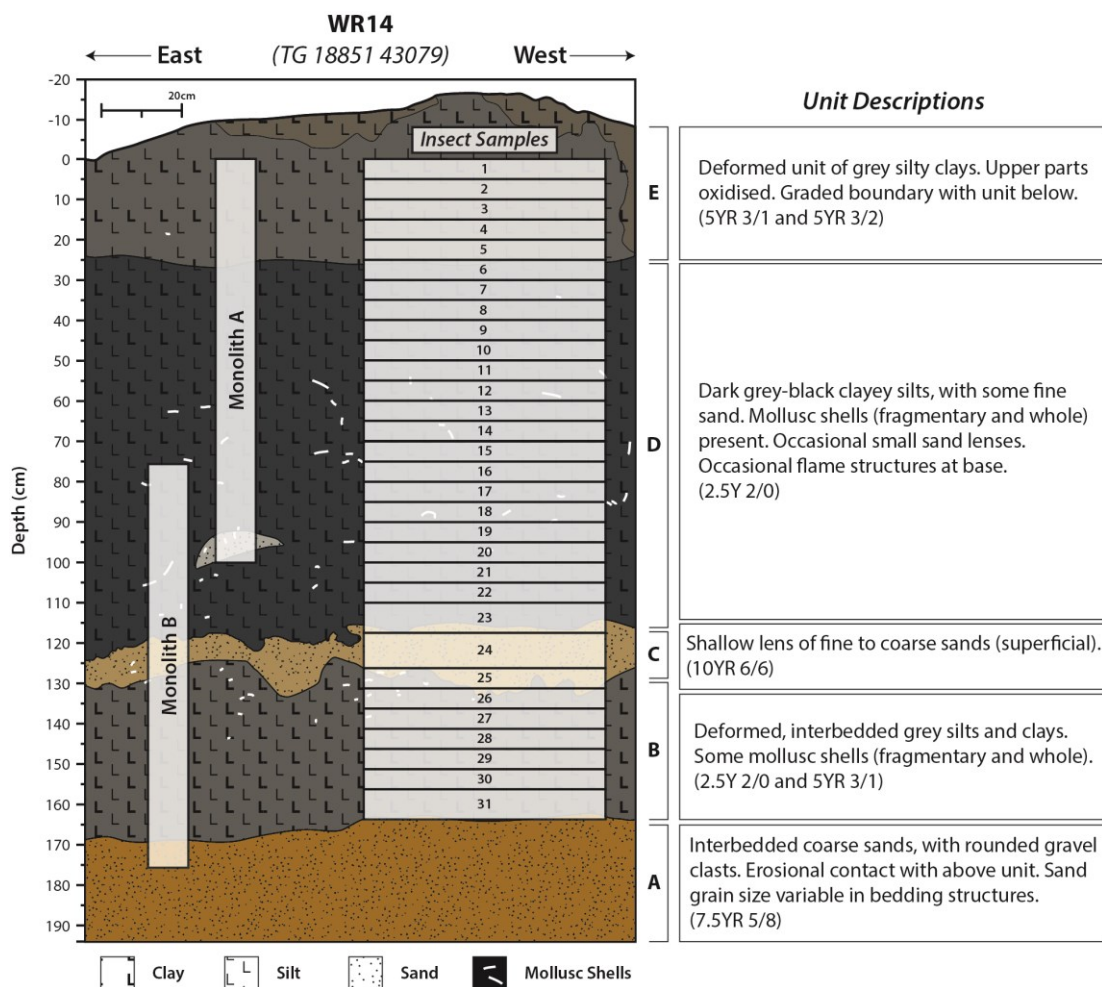 WR14
East (TG 18851 43079) West
Unit Descriptions
20cm
Insect Samples
Depth (cm)
-20
-10
0
10
20
30
40
50
60
70
80
90
100
110
120
130
140
150
160
170
180
190
Monolith A
Monolith B
1
2
3
4
5
6
7
8
9
10
11
12
13
14
15
16
17
18
19
20
21
22
23
24
25
26
27
28
29
30
31
E
Deformed unit of grey silty clays. Upper parts
oxidised. Graded boundary with unit below.
(5YR 3/1 and 5YR 3/2)
D
Dark grey-black clayey silts, with some fine
sand. Mollusc shells (fragmentary and whole)
present. Occasional small sand lenses.
Occasional flame structures at base.
(2.5Y 2/0)
C
Shallow lens of fine to coarse sands (superficial).
(10YR 6/6)
B
Deformed, interbedded grey silts and clays.
Some mollusc shells (fragmentary and whole).
(2.5Y 2/0 and 5YR 3/1)
A
Interbedded coarse sands, with rounded gravel
clasts. Erosional contact with above unit. Sand
grain size variable in bedding structures.
(7.5YR 5/8)
Clay Silt Sand Mollusc Shells